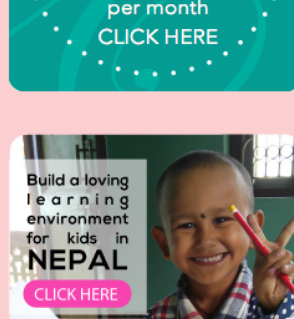 per month
CLICK HERE
Build a loving
learning
environment
for kids in
NEPAL
CLICK HERE